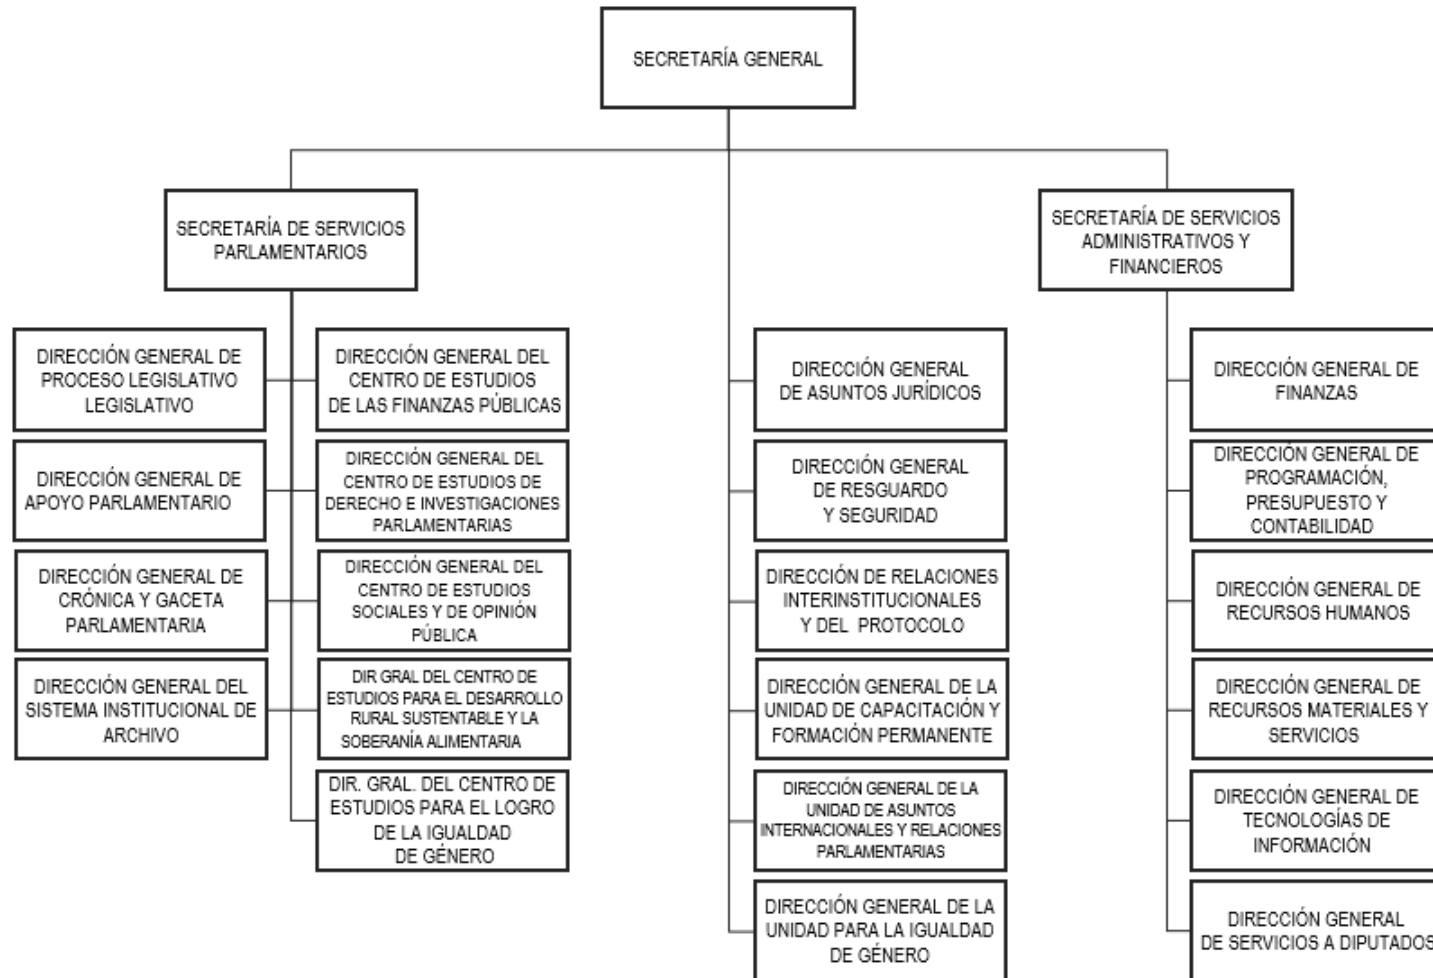 SECRETARÍA GENERAL
SECRETARÍA DE SERVICIOS
PARLAMENTARIOS
SECRETARÍA DE SERVICIOS
ADMINISTRATIVOS Y
FINANCIEROS
DIRECCIÓN GENERAL DE
PROCESO LEGISLATIVO
LEGISLATIVO
DIRECCIÓN GENERAL DE
APOYO PARLAMENTARIO
DIRECCIÓN GENERAL DE
CRÓNICA Y GACETA
PARLAMENTARIA
DIRECCIÓN GENERAL DEL
SISTEMA INSTITUCIONAL DE
ARCHIVO
DIRECCIÓN GENERAL DEL
CENTRO DE ESTUDIOS
DE LAS FINANZAS PÚBLICAS
DIRECCIÓN GENERAL DEL
CENTRO DE ESTUDIOS DE
DERECHO E INVESTIGACIONES
PARLAMENTARIAS
DIRECCIÓN GENERAL DEL
CENTRO DE ESTUDIOS
SOCIALES Y DE OPINIÓN
PÚBLICA
DIR GRAL DEL CENTRO DE
ESTUDIOS PARA EL DESARROLLO
RURAL SUSTENTABLE Y LA
SOBERANÍA ALIMENTARIA
DIR. GRAL. DEL CENTRO DE
ESTUDIOS PARA EL LOGRO
DE LA IGUALDAD
DE GÉNERO
DIRECCIÓN GENERAL
DE ASUNTOS JURÍDICOS
DIRECCIÓN GENERAL
DE RESGUARDO
Y SEGURIDAD
DIRECCIÓN DE RELACIONES
INTERINSTITUCIONALES
Y DEL PROTOCOLO
DIRECCIÓN GENERAL DE LA
UNIDAD DE CAPACITACIÓN Y
FORMACIÓN PERMANENTE
DIRECCIÓN GENERAL DE LA
UNIDAD DE ASUNTOS
INTERNACIONALES Y RELACIONES
PARLAMENTARIAS
DIRECCIÓN GENERAL DE LA
UNIDAD PARA LA IGUALDAD
DE GÉNERO
DIRECCIÓN GENERAL DE
FINANZAS
DIRECCIÓN GENERAL DE
PROGRAMACIÓN,
PRESUPUESTO Y
CONTABILIDAD
DIRECCIÓN GENERAL DE
RECURSOS HUMANOS
DIRECCIÓN GENERAL DE
RECURSOS MATERIALES Y
SERVICIOS
DIRECCIÓN GENERAL DE
TECNOLOGÍAS DE
INFORMACIÓN
DIRECCIÓN GENERAL
DE SERVICIOS A DIPUTADOS